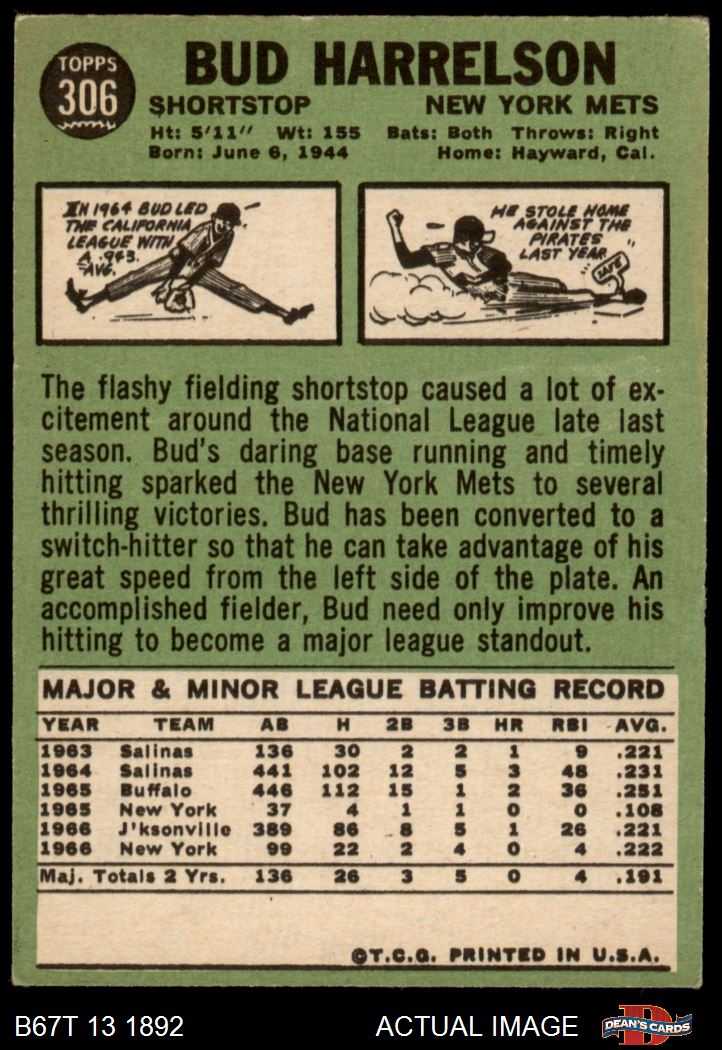 TOPPS
306
BUD HARRELSON
SHORTSTOP NEW YORK METS
Ht: 5'11" Wt: 155 Bats: Both Throws: Right
Born: June 6, 1944 Home: Hayward, Cal.
IN 1964 BUD LED
THE CALIFORNIA
LEAGUE WITH
A .943.
AVG.
HE STOLE HOME
AGAINST THE
PIRATES
LAST YEAR
SAFE
The flashy fielding shortstop caused a lot of ex-
citement around the National League late last
season. Bud's daring base running and timely
hitting sparked the New York Mets to several
thrilling victories. Bud has been converted to a
switch-hitter so that he can take advantage of his
great speed from the left side of the plate. An
accomplished fielder, Bud need only improve his
hitting to become a major league standout.
MAJOR & MINOR LEAGUE BATTING RECORD
YEAR TEAM AB H 2B 3B HR RBI AVG.
1963 Salinas 136 30 2 2 1 9 .221
1964 Salinas 441 102 12 5 3 48 .231
1965 Buffalo 446 112 15 1 2 36 .251
1965 New York 37 4 1 1 0 0 .108
1966 J'ksonville 389 86 8 5 1 26 .221
1966 New York 99 22 2 4 0 4 .222
Maj. Totals 2 Yrs. 136 26 3 5 0 4 .191
©T.C.G. PRINTED IN U.S.A.
B67T 13 1892 ACTUAL IMAGE DEAN'S CARDS